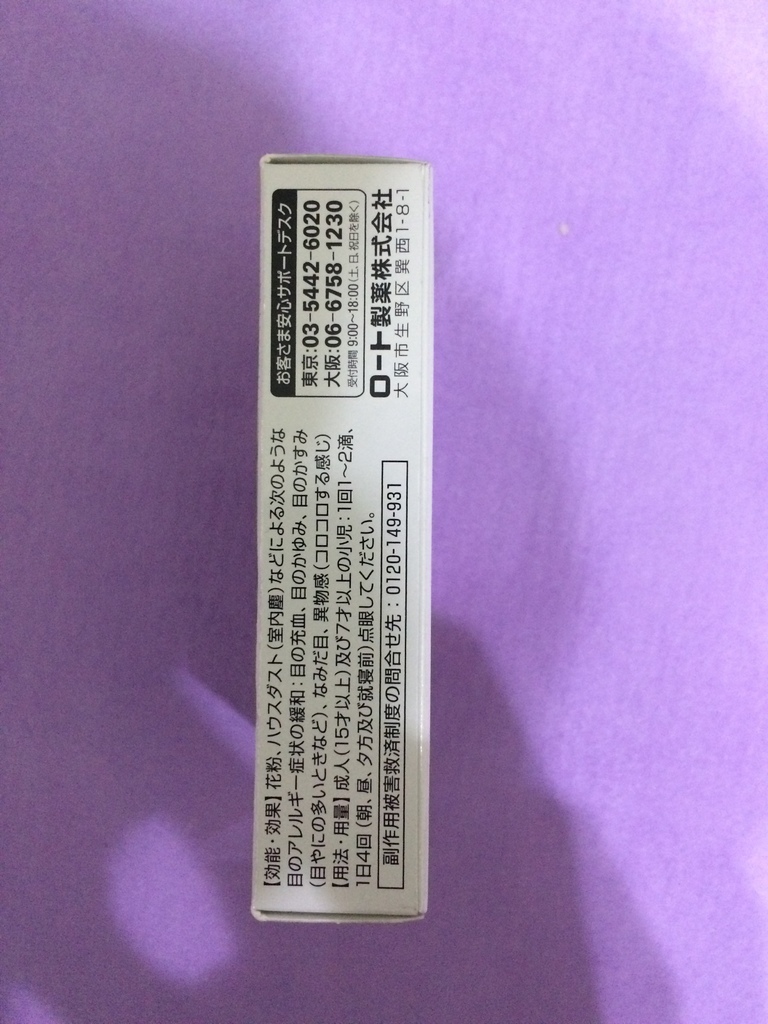 【効能・効果】花粉、ハウスダスト(室内塵)などによる次のような
目のアレルギー症状の緩和:目の充血、目のかゆみ、目のかすみ
(目やにの多いときなど)、なみだ目、異物感(コロコロする感じ)
【用法・用量】成人(15才以上)及び7才以上の小児:1回1〜2滴、
1日4回(朝、昼、夕方及び就寝前)点眼してください。
副作用被害救済制度の問合せ先:0120-149-931
お客さま安心サポートデスク
東京:03-5442-6020
大阪:06-6758-1230
受付時間 9:00〜18:00(土、日、祝日を除く)
ロート製薬株式会社
大阪市生野区巽西1-8-1